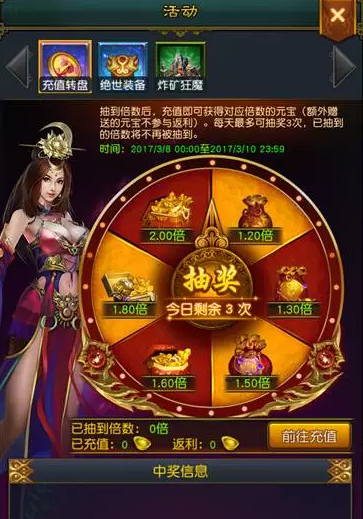 活动
充值转盘 绝世装备 炸矿狂魔
抽到倍数后，充值即可获得对应倍数的元宝（额外赠
送的元宝不参与返利）。每天最多可抽奖3次，已抽到
的倍数将不再被抽到。
时间：2017/3/8 00:00至2017/3/10 23:59
2.00倍 1.20倍
抽奖
1.80倍 今日剩余 3 次 1.30倍
1.60倍 1.50倍
已抽到倍数：0倍
已充值：0 返利：0
前往充值
中奖信息